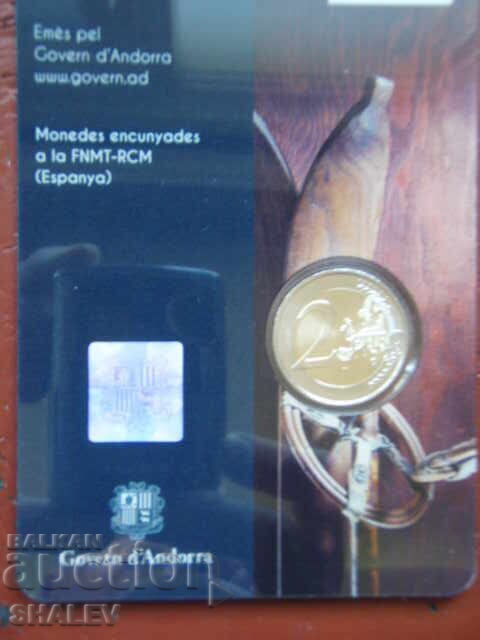 Emès pel
Govern d'Andorra
www.govern.ad
Monedes encunyades
a la FNMT-RCM
(Espanya)
2
Govern d'Andorra
BALKAN
auction
SHALEV